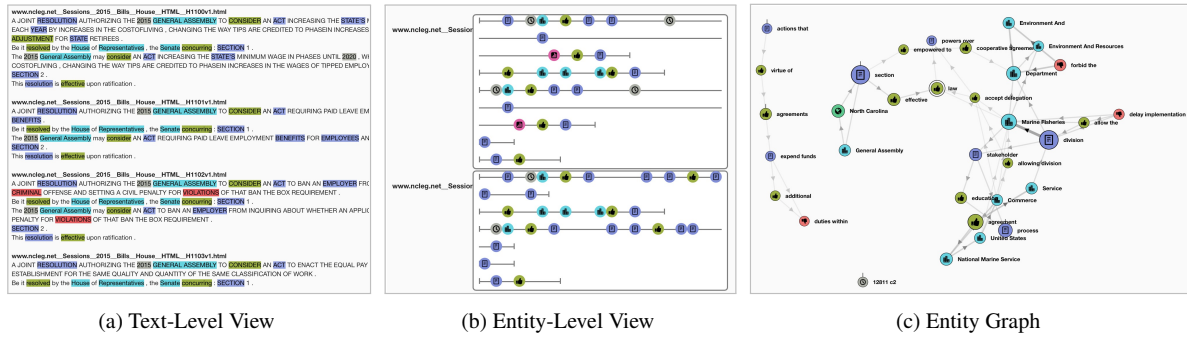 www.ncleg.net__Sessions__2015__Bills__House__HTML__H1100v1.html
A JOINT RESOLUTION AUTHORIZING THE 2015 GENERAL ASSEMBLY TO CONSIDER AN ACT INCREASING THE STATE'S
EACH YEAR BY INCREASES IN THE COSTOFLIVING , CHANGING THE WAY TIPS ARE CREDITED TO PHASEIN INCREASES
ADJUSTMENT FOR STATE RETIREES .
Be it resolved by the House of Representatives , the Senate concurring : SECTION 1 .
The 2015 General Assembly may consider an ACT INCREASING THE STATE'S MINIMUM WAGE IN PHASES UNTIL 2020 ,
COSTOFLIVING , CHANGING THE WAY TIPS ARE CREDITED TO PHASEIN INCREASES IN THE WAGES OF TIPPED
SECTION 2 .
This resolution is effective upon ratification .
www.ncleg.net__Sessions__2015__Bills__House__HTML__H1101v1.html
A JOINT RESOLUTION AUTHORIZING THE 2015 GENERAL ASSEMBLY TO CONSIDER AN ACT REQUIRING PAID LEAVE
BENEFITS .
Be it resolved by the House of Representatives , the Senate concurring : SECTION 1 .
The 2015 General Assembly may consider an ACT REQUIRING PAID LEAVE EMPLOYMENT BENEFITS FOR EMPLOYEES
SECTION 2 .
This resolution is effective upon ratification .
www.ncleg.net__Sessions__2015__Bills__House__HTML__H1102v1.html
A JOINT RESOLUTION AUTHORIZING THE 2015 GENERAL ASSEMBLY TO CONSIDER AN ACT TO BAN AN EMPLOYER
CRIMINAL OFFENSE AND SETTING A CIVIL PENALTY FOR VIOLATIONS OF THAT BAN THE BOX REQUIREMENT .
Be it resolved by the House of Representatives , the Senate concurring : SECTION 1 .
The 2015 General Assembly may consider an ACT TO BAN AN EMPLOYER FROM INQUIRING ABOUT WHETHER AN
PENALTY FOR VIOLATIONS OF THAT BAN THE BOX REQUIREMENT .
SECTION 2 .
This resolution is effective upon ratification .
www.ncleg.net__Sessions__2015__Bills__House__HTML__H1103v1.html
A JOINT RESOLUTION AUTHORIZING THE 2015 GENERAL ASSEMBLY TO CONSIDER AN ACT TO ENACT THE EQUAL PAY
ESTABLISHMENT FOR THE SAME QUALITY AND QUANTITY OF THE SAME CLASSIFICATION OF WORK .
Be it resolved by the House of Representatives , the Senate concurring : SECTION 1 .
(a) Text-Level View
www.ncleg.net__Session
www.ncleg.net__Session
(b) Entity-Level View
actions that
virtue of
agreements
expend funds
additional
duties within
section
North Carolina
General Assembly
effective
empowered to
powers over
law
cooperative agreement
Environment And
Environment And Resources
Department
forbid the
accept delegation
Marine Fisheries
allow the
delay implementation
division
stakeholder
allowing division
Service
education
Commerce
agreement
process
United States
National Marine Service
12811 c2
(c) Entity Graph